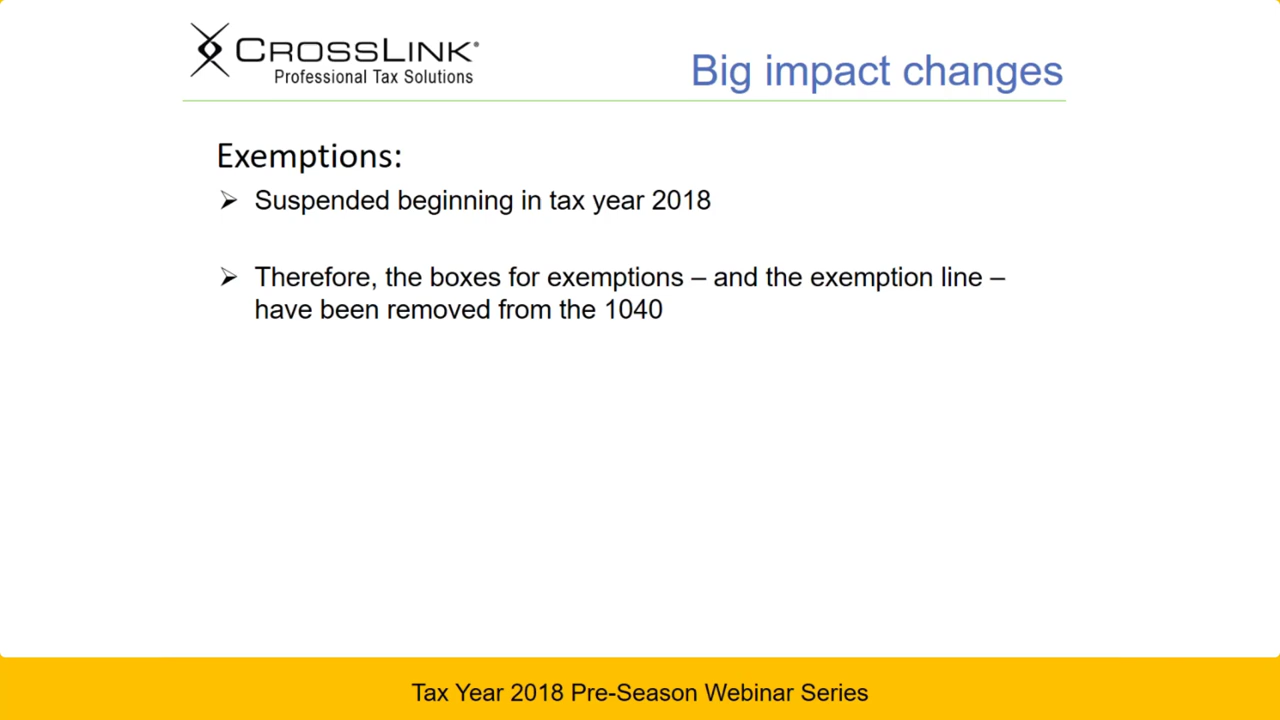 CROSSLINK®
Professional Tax Solutions
Big impact changes
Exemptions:
➢ Suspended beginning in tax year 2018
➢ Therefore, the boxes for exemptions – and the exemption line –
have been removed from the 1040
Tax Year 2018 Pre-Season Webinar Series